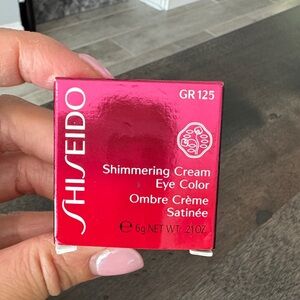 GR 125
SHISEIDO
Shimmering Cream
Eye Color
Ombre Crème
Satinée
℮ 6g NET WT. .21OZ.